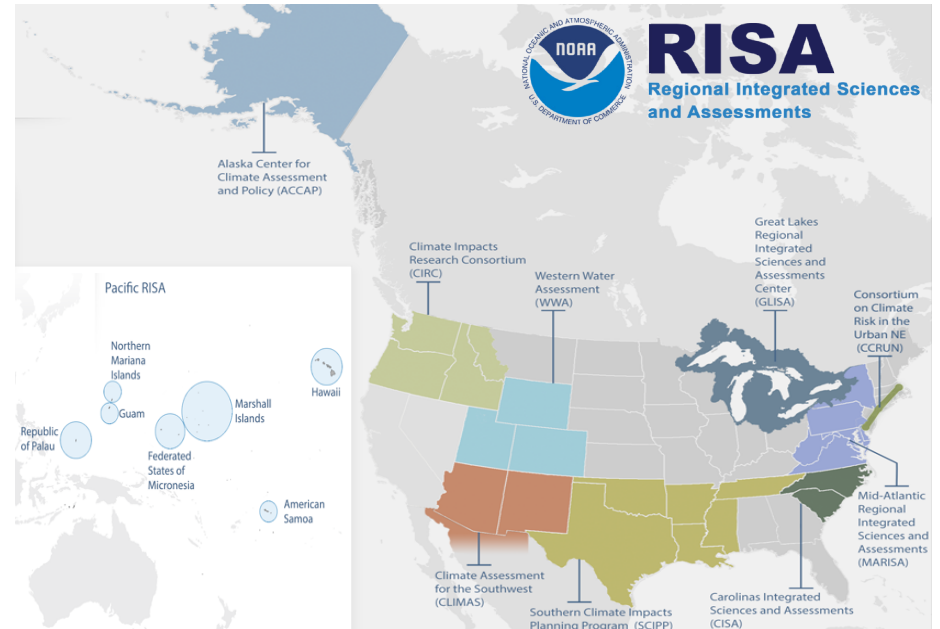 NATIONAL OCEANIC AND ATMOSPHERIC ADMINISTRATION
NOAA
U.S. DEPARTMENT OF COMMERCE
RISA
Regional Integrated Sciences
and Assessments
Alaska Center for
Climate Assessment
and Policy (ACCAP)
Climate Impacts
Research Consortium
(CIRC)
Western Water
Assessment
(WWA)
Great Lakes
Regional
Integrated
Sciences and
Assessments
Center
(GLISA)
Consortium
on Climate
Risk in the
Urban NE
(CCRUN)
Pacific RISA
Northern
Mariana
Islands
Guam
Republic
of Palau
Federated
States of
Micronesia
Marshall
Islands
Hawaii
American
Samoa
Mid-Atlantic
Regional
Integrated
Sciences and
Assessments
(MARISA)
Climate Assessment
for the Southwest
(CLIMAS)
Southern Climate Impacts
Planning Program (SCIPP)
Carolinas Integrated
Sciences and Assessments
(CISA)